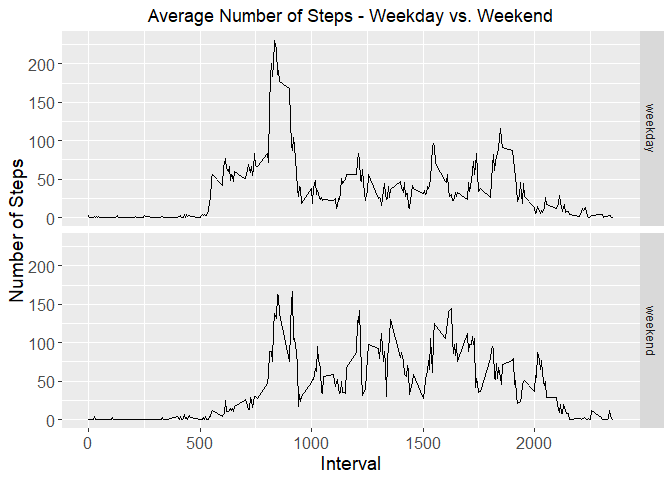 Average Number of Steps - Weekday vs. Weekend
Number of Steps
200
150
100
50
0
weekday
200
150
100
50
0
weekend
0 500 1000 1500 2000
Interval